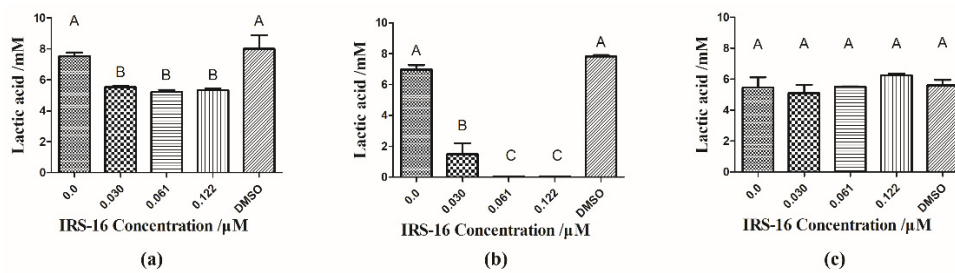 Lactic acid /mM
10
8
6
4
2
0
A
B
B
B
A
0.0
0.030
0.061
0.122
DMSO
IRS-16 Concentration /µM
(a)
Lactic acid /mM
10
8
6
4
2
0
A
B
C
C
A
0.0
0.030
0.061
0.122
DMSO
IRS-16 Concentration /µM
(b)
Lactic acid /mM
10
8
6
4
2
0
A
A
A
A
A
0.0
0.030
0.061
0.122
DMSO
IRS-16 Concentration /µM
(c)